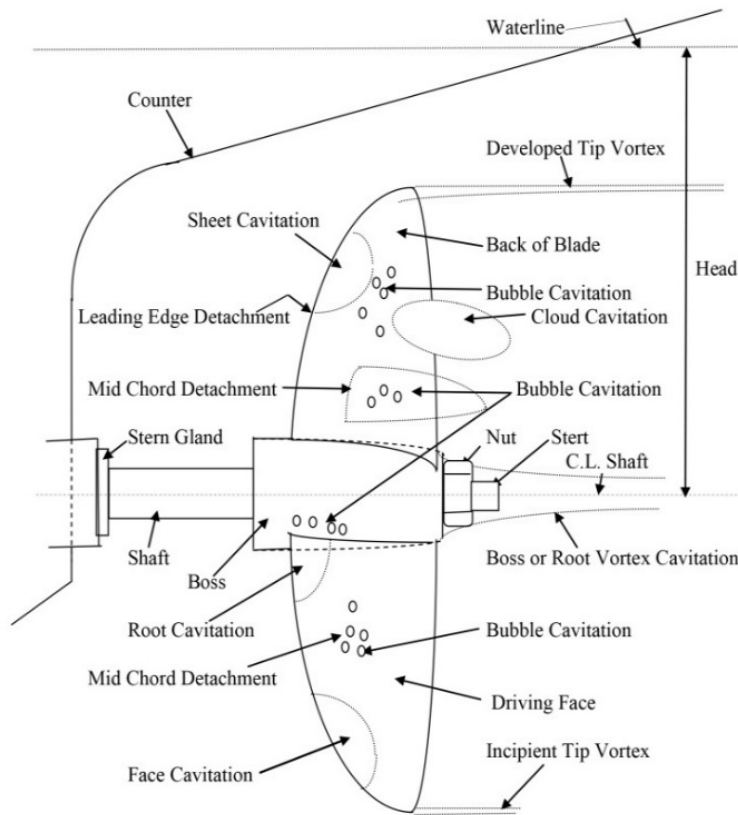 Waterline
Counter
Developed Tip Vortex
Sheet Cavitation
Back of Blade
Head
Bubble Cavitation
Leading Edge Detachment
Cloud Cavitation
Mid Chord Detachment
Bubble Cavitation
Stern Gland
Nut
Stert
C.L. Shaft
Shaft
Boss
Boss or Root Vortex Cavitation
Root Cavitation
Bubble Cavitation
Mid Chord Detachment
Driving Face
Incipient Tip Vortex
Face Cavitation